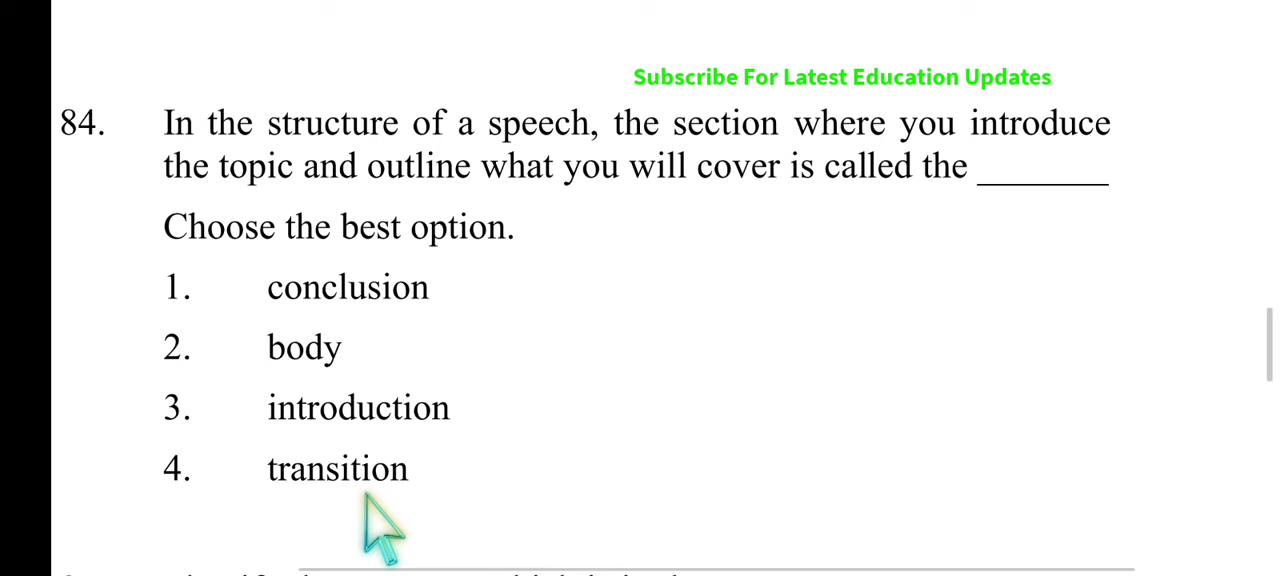 Subscribe For Latest Education Updates
84. In the structure of a speech, the section where you introduce
the topic and outline what you will cover is called the _______
Choose the best option.
1. conclusion
2. body
3. introduction
4. transition